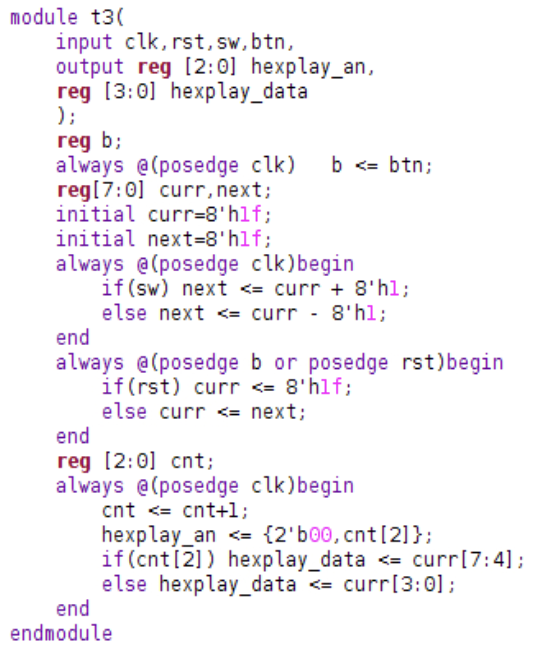 module t3(
    input clk,rst,sw,btn,
    output reg [2:0] hexplay_an,
    reg [3:0] hexplay_data
    );
    reg b;
    always @(posedge clk)   b <= btn;
    reg[7:0] curr,next;
    initial curr=8'h1f;
    initial next=8'h1f;
    always @(posedge clk)begin
        if(sw) next <= curr + 8'h1;
        else next <= curr - 8'h1;
    end
    always @(posedge b or posedge rst)begin
        if(rst) curr <= 8'h1f;
        else curr <= next;
    end
    reg [2:0] cnt;
    always @(posedge clk)begin
        cnt <= cnt+1;
        hexplay_an <= {2'b00,cnt[2]};
        if(cnt[2]) hexplay_data <= curr[7:4];
        else hexplay_data <= curr[3:0];
    end
endmodule